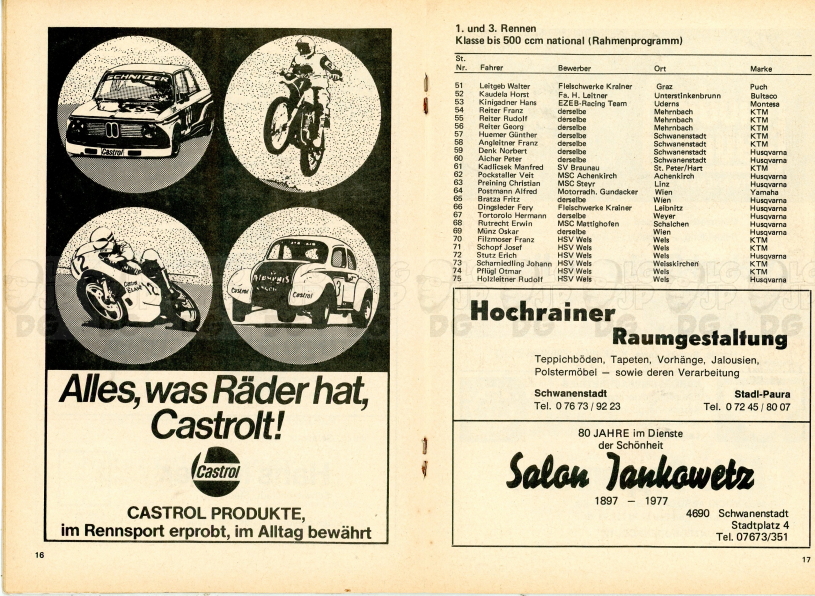 SCHNITZER
Castrol
12
Castrol
Castrol
Alles, was Räder hat,
Castrolt!
Castrol
CASTROL PRODUKTE,
im Rennsport erprobt, im Alltag bewährt
16
1. und 3. Rennen
Klasse bis 500 ccm national (Rahmenprogramm)
St.
Nr. Fahrer Bewerber Ort Marke
51 Leitgeb Walter Fleischwerke Krainer Graz Puch
52 Kaudela Horst Fa. H. Leitner Unterstinkenbrunn Bultaco
53 Kinigadner Hans EZEB-Racing Team Uderns Montesa
54 Reiter Franz derselbe Mehrnbach KTM
55 Reiter Rudolf derselbe Mehrnbach KTM
56 Reiter Georg derselbe Mehrnbach KTM
57 Huemer Günther derselbe Schwanenstadt KTM
58 Angleitner Franz derselbe Schwanenstadt KTM
59 Denk Norbert derselbe Schwanenstadt Husqvarna
60 Aicher Peter derselbe Schwanenstadt Husqvarna
61 Kadlicsek Manfred SV Braunau St. Peter/Hart KTM
62 Pockstaller Veit MSC Achenkirch Achenkirch Husqvarna
63 Preining Christian MSC Steyr Linz Husqvarna
64 Postmann Alfred Motorradh. Gundacker Wien Yamaha
65 Bratza Fritz derselbe Wien Husqvarna
66 Dingsleder Fery Fleischwerke Krainer Leibnitz Husqvarna
67 Tortorolo Hermann derselbe Weyer Husqvarna
68 Rutrecht Erwin MSC Mattighofen Schalchen Husqvarna
69 Münz Oskar derselbe Wien Husqvarna
70 Filzmoser Franz HSV Wels Wels KTM
71 Schopf Josef HSV Wels Wels KTM
72 Stutz Erich HSV Wels Wels Husqvarna
73 Scharniedling Johann HSV Wels Weisskirchen KTM
74 Pflügl Otmar HSV Wels Wels KTM
75 Holzleitner Rudolf HSV Wels Wels Husqvarna
Hochrainer
Raumgestaltung
Teppichböden, Tapeten, Vorhänge, Jalousien,
Polstermöbel — sowie deren Verarbeitung
Schwanenstadt Stadl-Paura
Tel. 0 76 73 / 92 23 Tel. 0 72 45 / 80 07
80 JAHRE im Dienste
der Schönheit
Salon Jankowetz
1897 — 1977
4690 Schwanenstadt
Stadtplatz 4
Tel. 07673/351
17